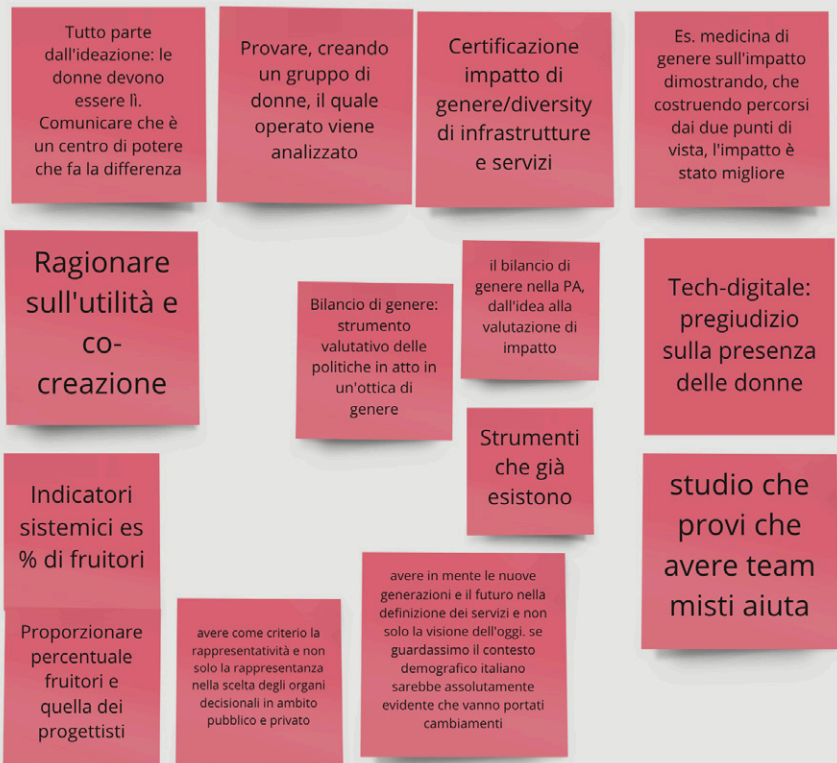 Tutto parte
dall'ideazione: le
donne devono
essere lì.
Comunicare che è
un centro di potere
che fa la differenza
Provare, creando
un gruppo di
donne, il quale
operato viene
analizzato
Certificazione
impatto di
genere/diversity
di infrastrutture
e servizi
Es. medicina di
genere sull'impatto
dimostrando, che
costruendo percorsi
dai due punti di
vista, l'impatto è
stato migliore
Ragionare
sull'utilità e
co-
creazione
Bilancio di genere:
strumento
valutativo delle
politiche in atto in
un'ottica di
genere
il bilancio di
genere nella PA,
dall'idea alla
valutazione di
impatto
Tech-digitale:
pregiudizio
sulla presenza
delle donne
Strumenti
che già
esistono
Indicatori
sistemici es
% di fruitori
studio che
provi che
avere team
misti aiuta
Proporzionare
percentuale
fruitori e
quella dei
progettisti
avere come criterio la
rappresentatività e non
solo la rappresentanza
nella scelta degli organi
decisionali in ambito
pubblico e privato
avere in mente le nuove
generazioni e il futuro nella
definizione dei servizi e non
solo la visione dell'oggi. se
guardassimo il contesto
demografico italiano
sarebbe assolutamente
evidente che vanno portati
cambiamenti